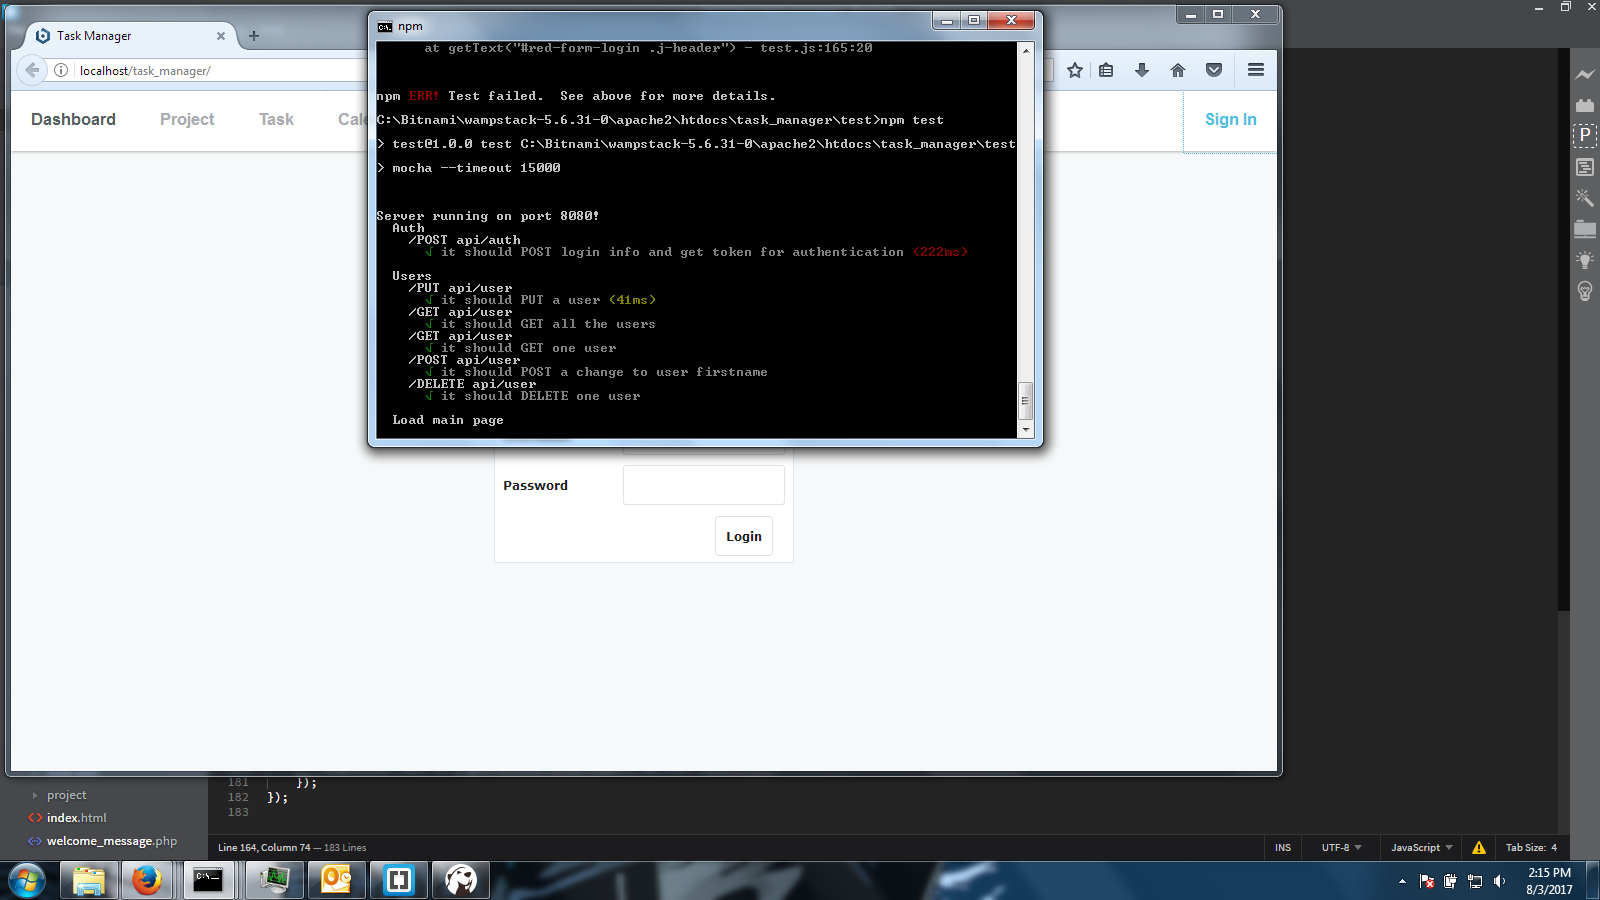 Task Manager
localhost/task_manager/
Dashboard
Project
Task
Cale
Sign In
npm
at getText("#red-form-login .j-header") - test.js:165:20
npm ERR! Test failed.  See above for more details.
C:\Bitnami\wampstack-5.6.31-0\apache2\htdocs\task_manager\test>npm test
> test@1.0.0 test C:\Bitnami\wampstack-5.6.31-0\apache2\htdocs\task_manager\test
> mocha --timeout 15000
Server running on port 8080!
Auth
/POST api/auth
√ it should POST login info and get token for authentication (222ms)
Users
/PUT api/user
√ it should PUT a user (41ms)
/GET api/user
√ it should GET all the users
/GET api/user
√ it should GET one user
/POST api/user
√ it should POST a change to user firstname
/DELETE api/user
√ it should DELETE one user
Load main page
Password
Login
P
project
index.html
welcome_message.php
181 });
182 });
183
Line 164, Column 74 — 183 Lines
INS
UTF-8
JavaScript
Tab Size: 4
2:15 PM
8/3/2017